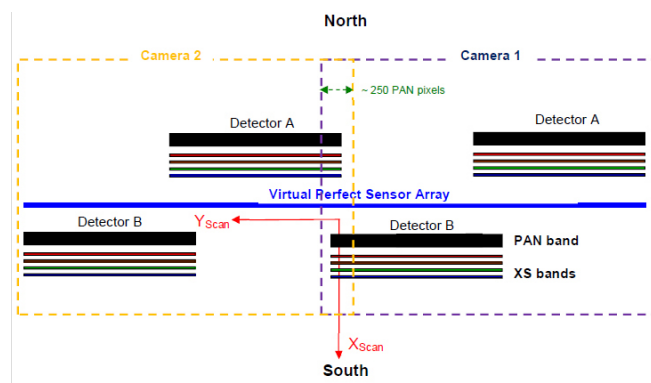 North
Camera 2
Camera 1
~ 250 PAN pixels
Detector A
Detector A
Virtual Perfect Sensor Array
Detector B
YScan
Detector B
PAN band
XS bands
XScan
South